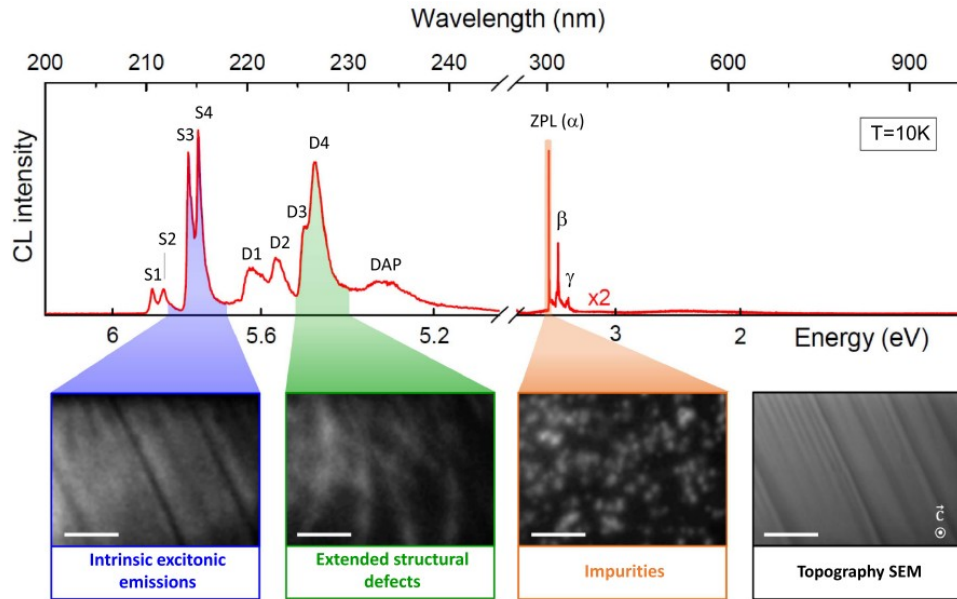 Wavelength (nm)
200 210 220 230 240 300 600 900
CL intensity
S1
S2
S3
S4
D1
D2
D3
D4
DAP
ZPL (α)
β
γ
x2
T=10K
6 5.6 5.2 3 2 Energy (eV)
c
Intrinsic excitonic
emissions
Extended structural
defects
Impurities
Topography SEM